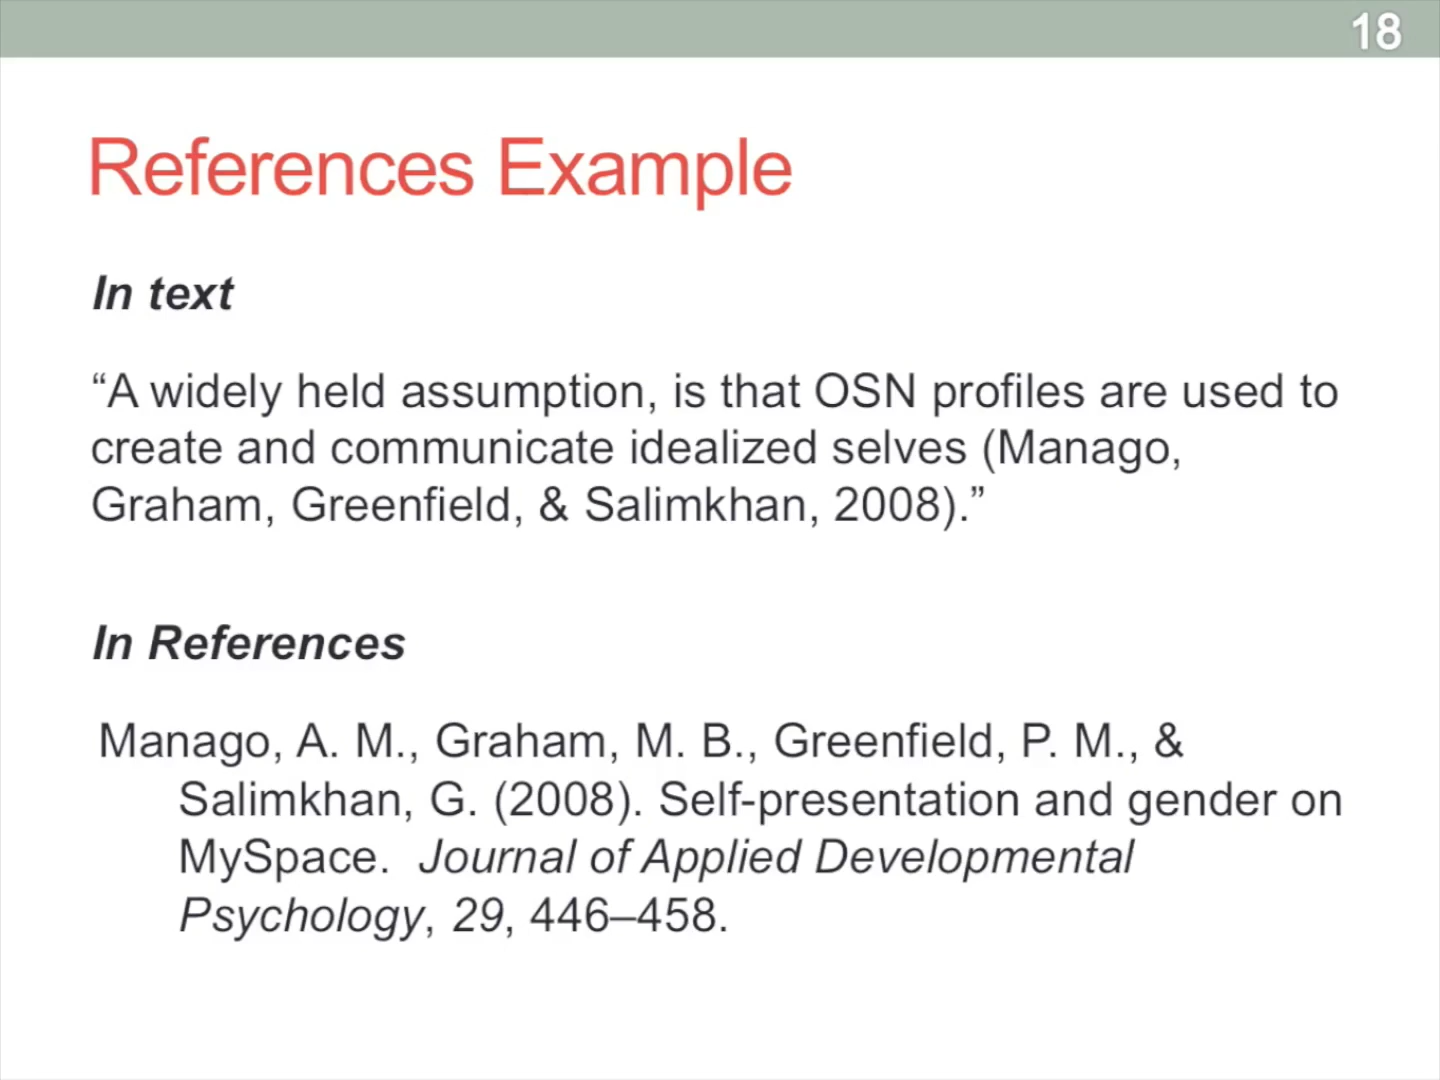 18
References Example
In text
“A widely held assumption, is that OSN profiles are used to
create and communicate idealized selves (Manago,
Graham, Greenfield, & Salimkhan, 2008).”
In References
Manago, A. M., Graham, M. B., Greenfield, P. M., &
Salimkhan, G. (2008). Self-presentation and gender on
MySpace. Journal of Applied Developmental
Psychology, 29, 446–458.